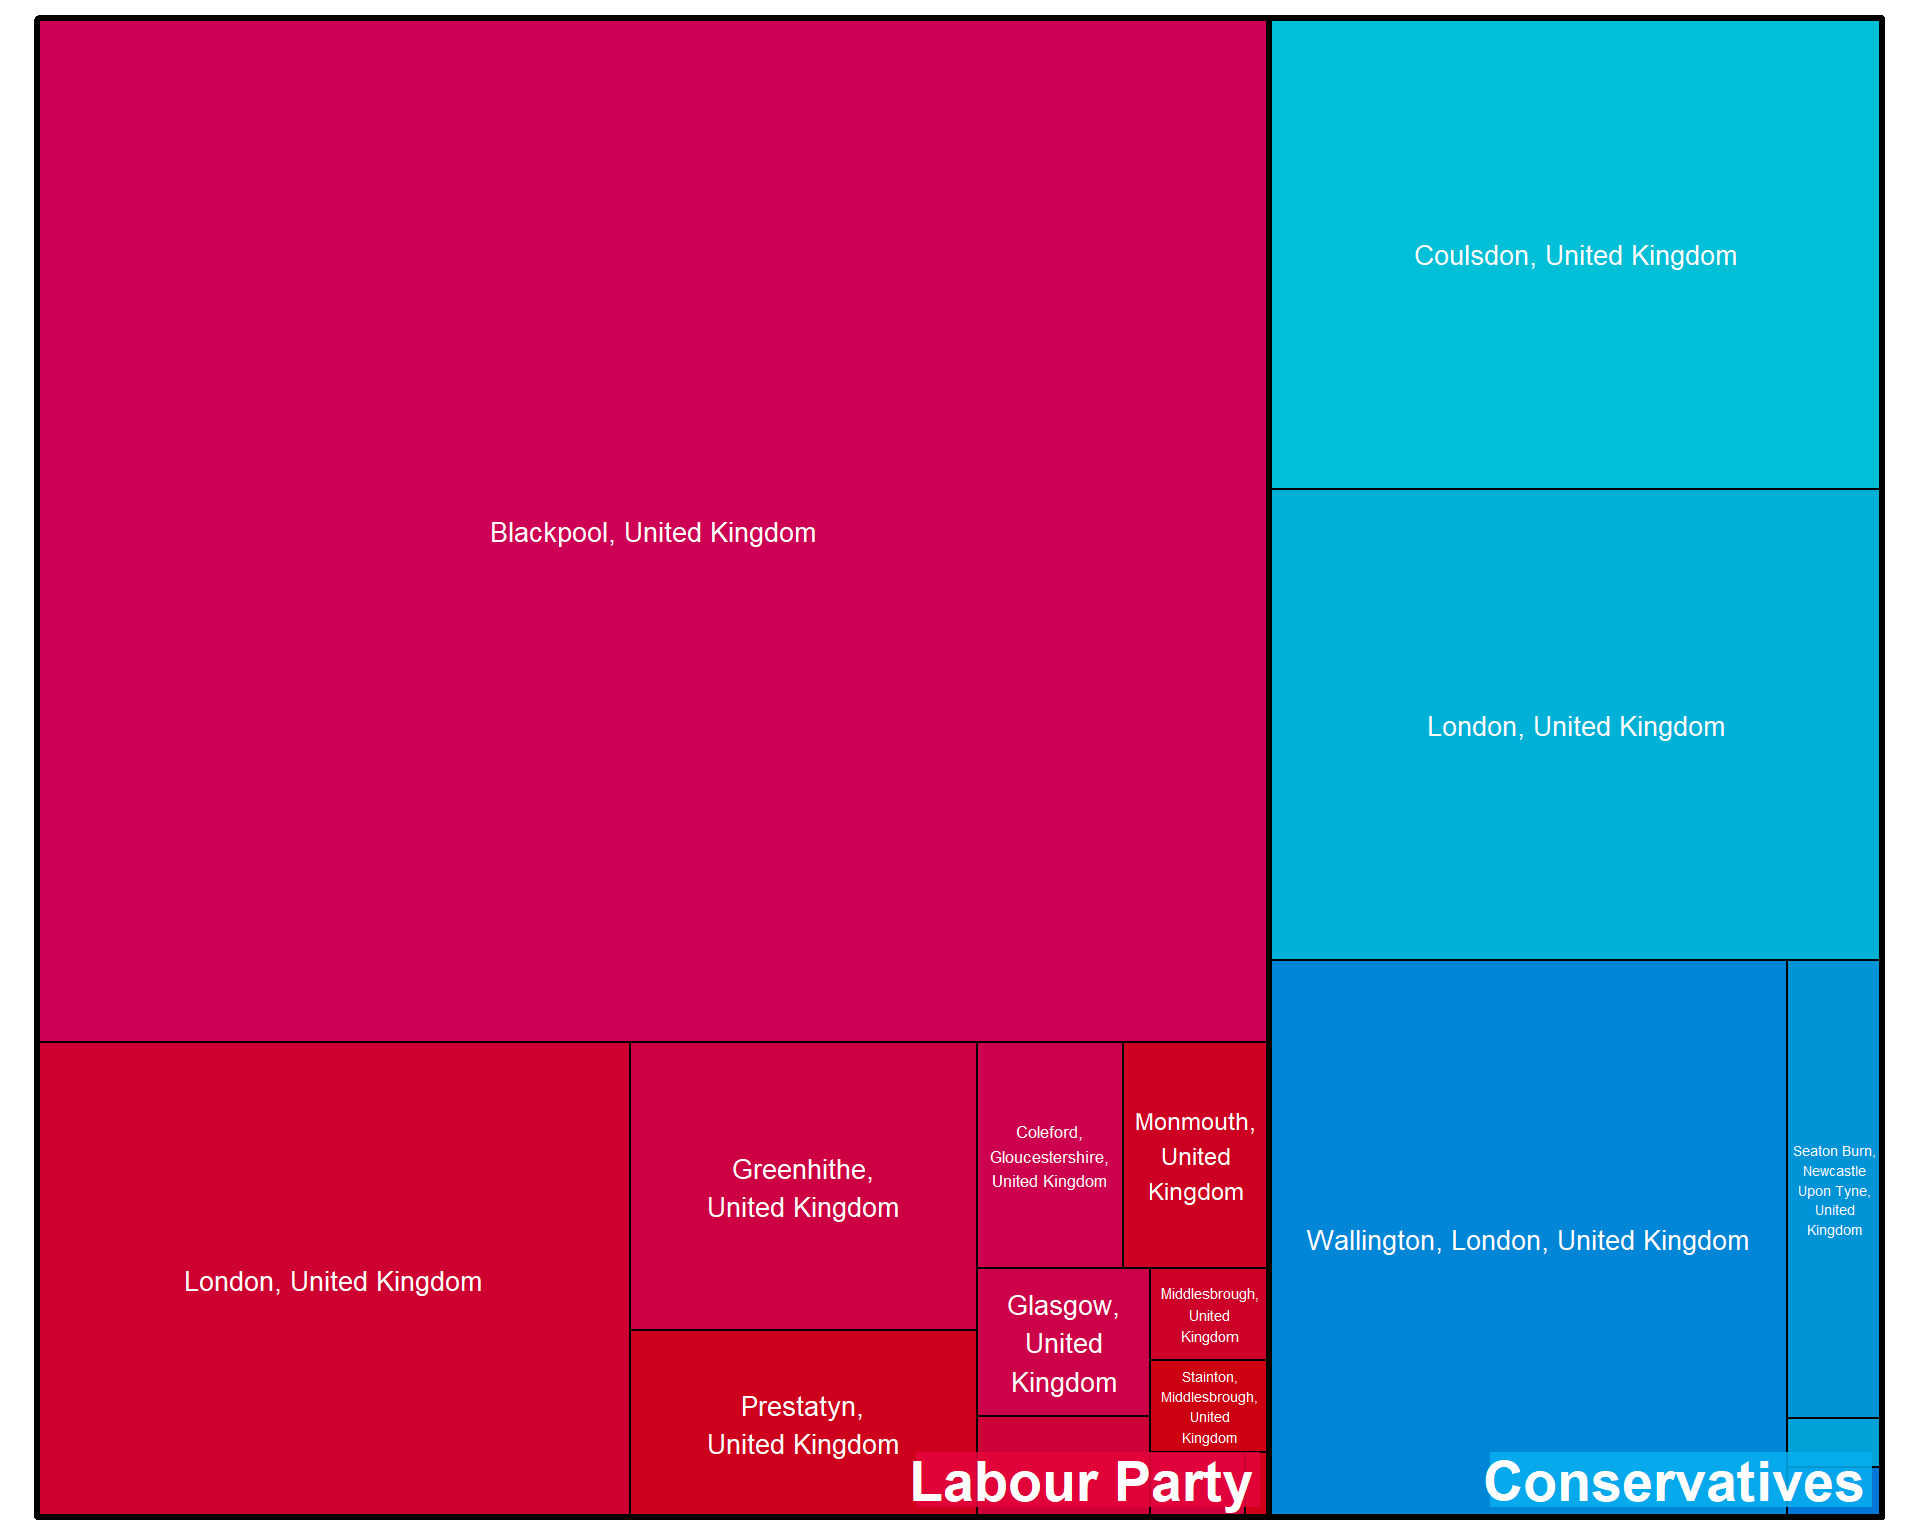 Blackpool, United Kingdom
London, United Kingdom
Greenhithe,
United Kingdom
Prestatyn,
United Kingdom
Coleford,
Gloucestershire,
United Kingdom
Monmouth,
United
Kingdom
Glasgow,
United
Kingdom
Middlesbrough,
United
Kingdom
Stainton,
Middlesbrough,
United
Kingdom
Labour Party
Coulsdon, United Kingdom
London, United Kingdom
Wallington, London, United Kingdom
Seaton Burn,
Newcastle
Upon Tyne,
United
Kingdom
Conservatives